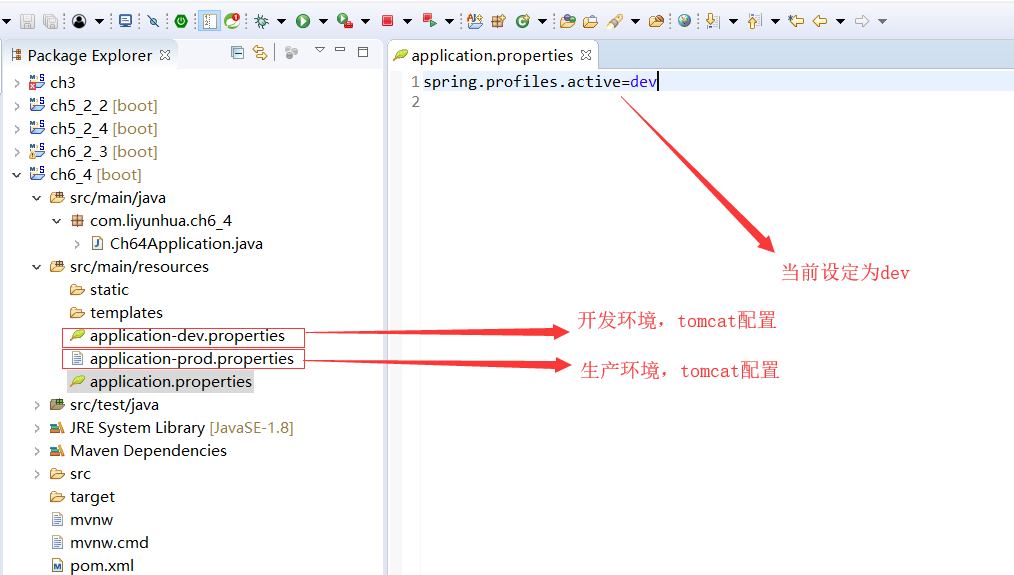 Package Explorer
ch3
ch5_2_2 [boot]
ch5_2_4 [boot]
ch6_2_3 [boot]
ch6_4 [boot]
src/main/java
com.liyunhua.ch6_4
Ch64Application.java
src/main/resources
static
templates
application-dev.properties
application-prod.properties
application.properties
src/test/java
JRE System Library [JavaSE-1.8]
Maven Dependencies
src
target
mvnw
mvnw.cmd
pom.xml
application.properties
1 spring.profiles.active=dev
2
当前设定为dev
开发环境，tomcat配置
生产环境，tomcat配置